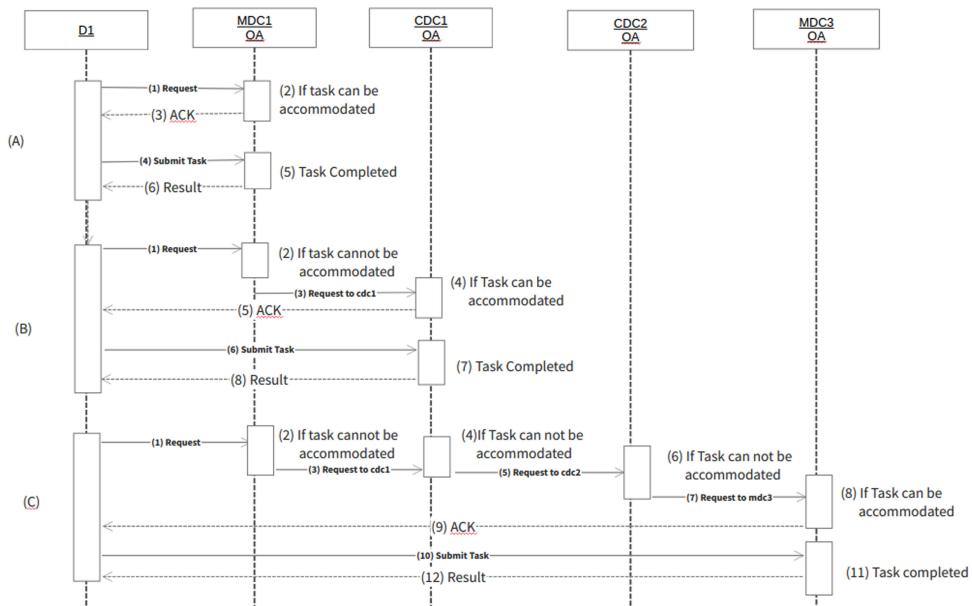 D1
MDC1
OA
CDC1
OA
CDC2
OA
MDC3
OA
(A)
(1) Request
(2) If task can be
accommodated
(3) ACK
(4) Submit Task
(5) Task Completed
(6) Result
(B)
(1) Request
(2) If task cannot be
accommodated)
(3) Request to cdc1
(4) If Task can be
accommodated)
(5) ACK
(6) Submit Task
(7) Task Completed
(8) Result
(C)
(1) Request
(2) If task cannot be
accommodated)
(3) Request to cdc1
(4)If Task can not be
accommodated)
(5) Request to cdc2
(6) If Task can not be
accommodated)
(7) Request to mdc3
(8) If Task can be
accommodated)
(9) ACK
(10) Submit Task
(11) Task completed
(12) Result